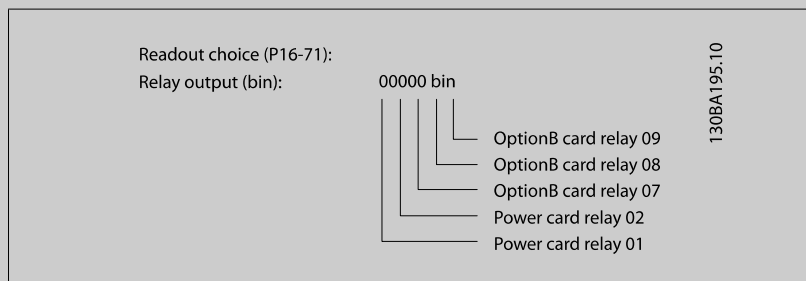 Readout choice (P16-71):
Relay output (bin): 00000 bin
OptionB card relay 09
OptionB card relay 08
OptionB card relay 07
Power card relay 02
Power card relay 01
130BA195.10